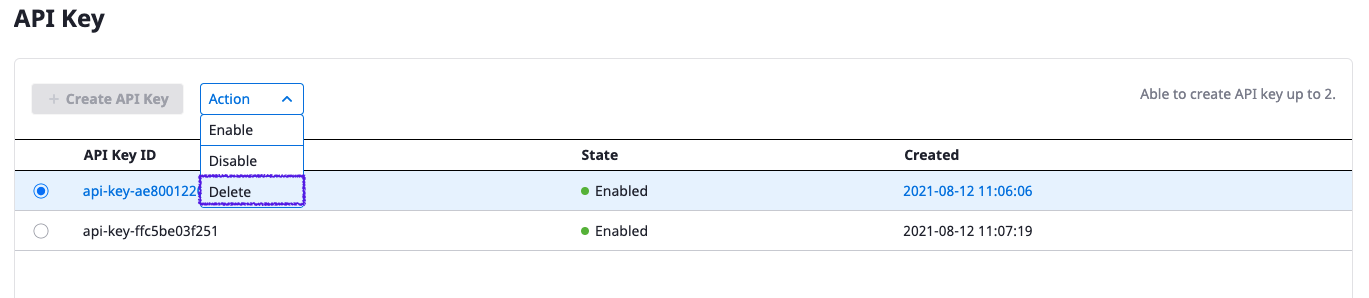 API Key
+ Create API Key
Action
Able to create API key up to 2.
Enable
Disable
Delete
API Key ID State Created
api-key-ae800122 Enabled 2021-08-12 11:06:06
api-key-ffc5be03f251 Enabled 2021-08-12 11:07:19